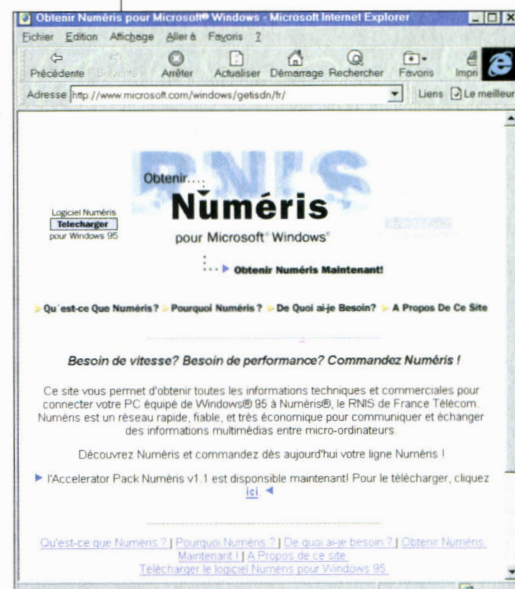 Obtenir Numéris pour Microsoft® Windows - Microsoft Internet Explorer
Fichier Edition Affichage Aller à Favoris ?
Précédente Arrêter Actualiser Démarrage Rechercher Favoris Impri
Adresse http://www.microsoft.com/windows/getisdn/fr/ Liens Le meilleur
RNIS
Obtenir....
Numéris
pour Microsoft® Windows®
Logiciel Numéris
Telecharger
pour Windows 95
Obtenir Numéris Maintenant!
Qu'est-ce Que Numéris? Pourquoi Numéris ? De Quoi ai-je Besoin? A Propos De Ce Site
Besoin de vitesse? Besoin de performance? Commandez Numéris !
Ce site vous permet d'obtenir toutes les informations techniques et commerciales pour
connecter votre PC équipé de Windows® 95 à Numéris®, le RNIS de France Télécom.
Numéris est un réseau rapide, fiable, et très économique pour communiquer et échanger
des informations multimédias entre micro-ordinateurs.
Découvrez Numéris et commandez dès aujourd'hui votre ligne Numéris !
l'Accelerator Pack Numéris v1.1 est disponible maintenant! Pour le télécharger, cliquez
ici.
Qu'est-ce que Numéris ? | Pourquoi Numéris ? | De quoi ai-je besoin ? | Obtenir Numéris
Maintenant ! | A Propos de ce site
Télécharger le logiciel Numéris pour Windows 95